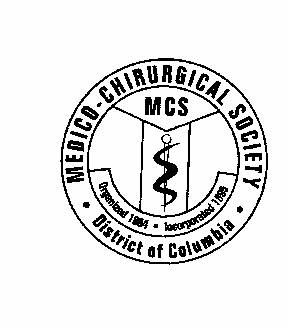 MEDICO-CHIRURGICAL SOCIETY
MCS
Organized 1884 • Incorporated 1895
• District of Columbia •